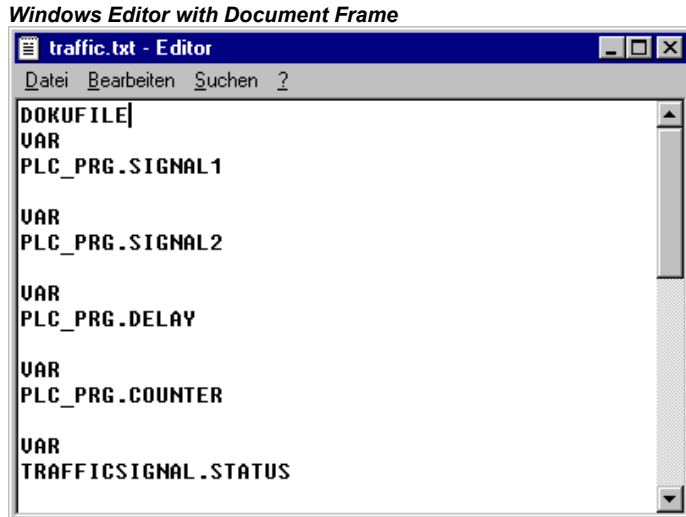 Windows Editor with Document Frame
traffic.txt - Editor
Datei Bearbeiten Suchen ?
DOKUFILE
VAR
PLC_PRG.SIGNAL1
VAR
PLC_PRG.SIGNAL2
VAR
PLC_PRG.DELAY
VAR
PLC_PRG.COUNTER
VAR
TRAFFICSIGNAL.STATUS